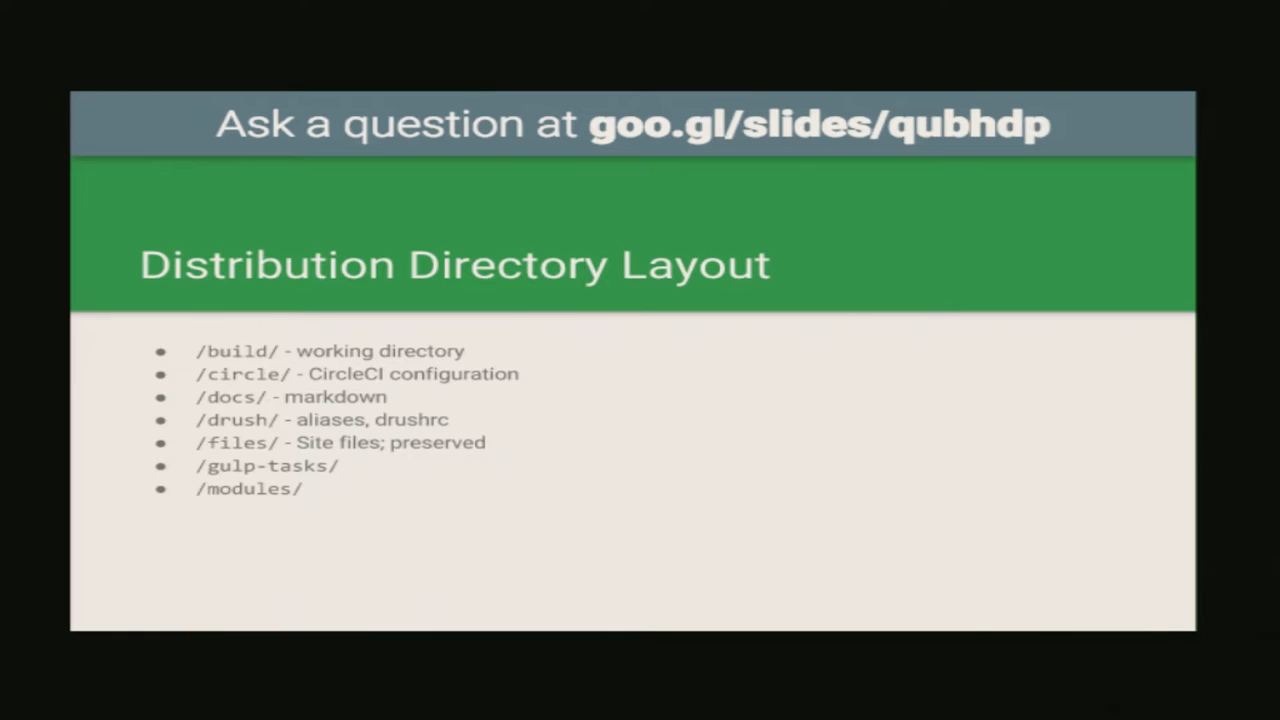 Ask a question at goo.gl/slides/qubhdp
Distribution Directory Layout
● /build/ - working directory
● /circle/ - CircleCI configuration
● /docs/ - markdown
● /drush/ - aliases, drushrc
● /files/ - Site files; preserved
● /gulp-tasks/
● /modules/